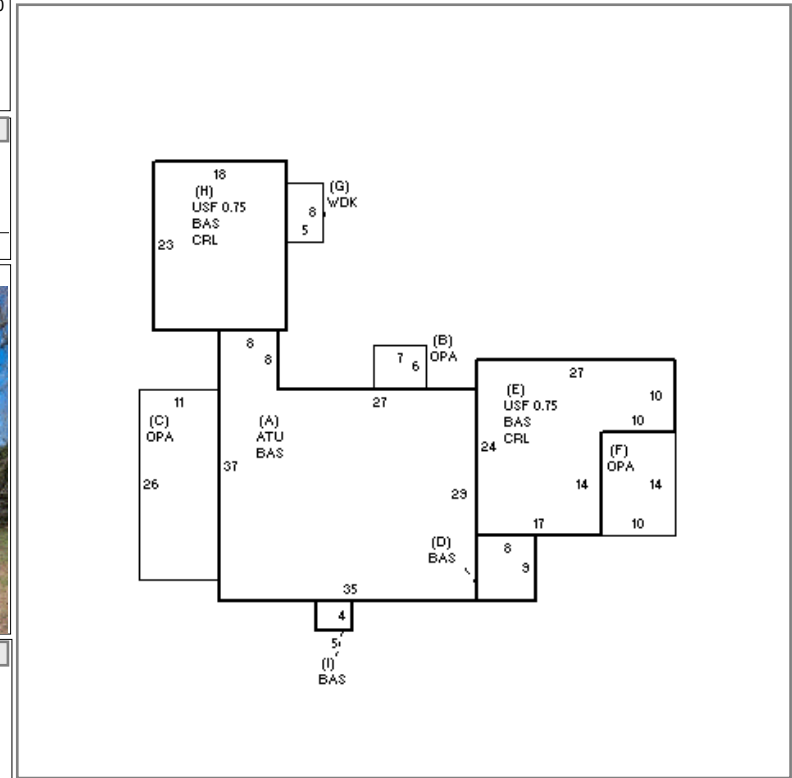 18
(H)
USF 0.75
BAS
CRL
23
(G)
WDK
8
5
8
8
(B)
OPA
7
6
27
27
10
10
(E)
USF 0.75
BAS
CRL
24
(F)
OPA
14
14
10
17
11
(C)
OPA
26
(A)
ATU
BAS
37
29
(D)
BAS
8
9
35
4
5
(I)
BAS